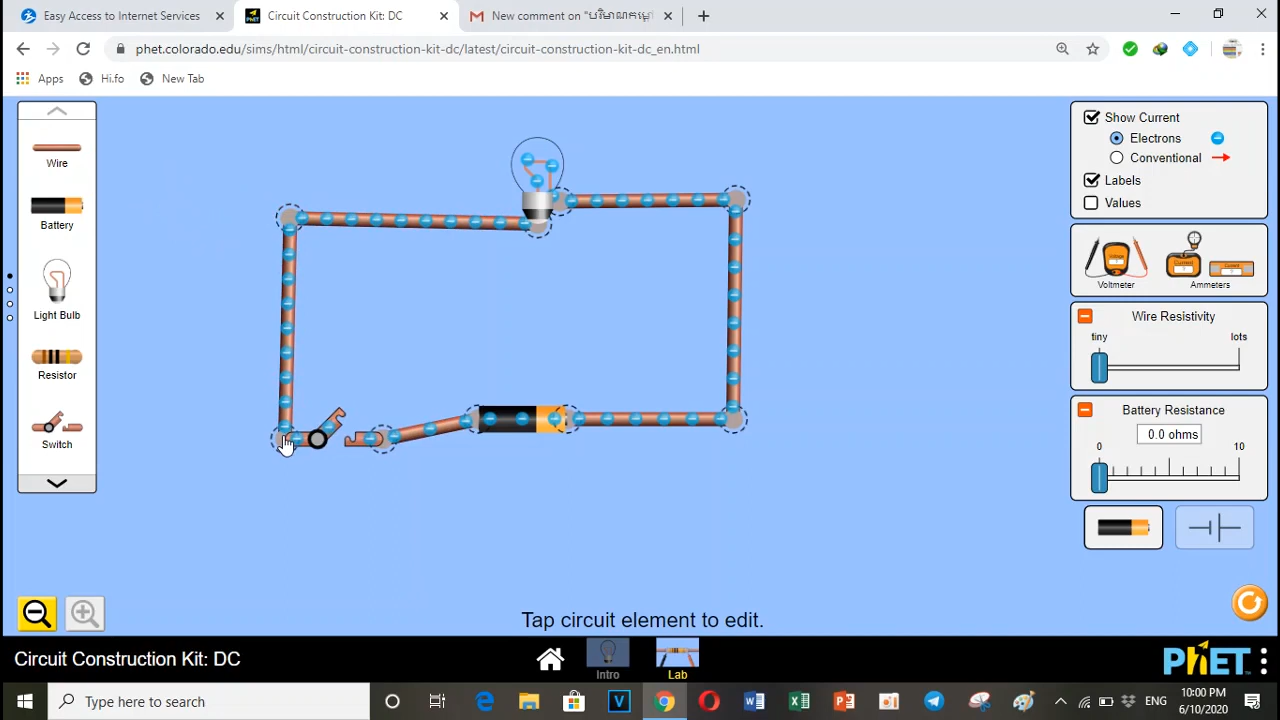 Easy Access to Internet Services
Circuit Construction Kit: DC
New comment on
phet.colorado.edu/sims/html/circuit-construction-kit-dc/latest/circuit-construction-kit-dc_en.html
Apps
Hi.fo
New Tab
Wire
Battery
Light Bulb
Resistor
Switch
Show Current
Electrons
Conventional
Labels
Values
Voltmeter
Ammeters
Wire Resistivity
tiny
lots
Battery Resistance
0.0 ohms
0
10
Tap circuit element to edit.
Circuit Construction Kit: DC
Intro
Lab
PhET
Type here to search
ENG
10:00 PM
6/10/2020